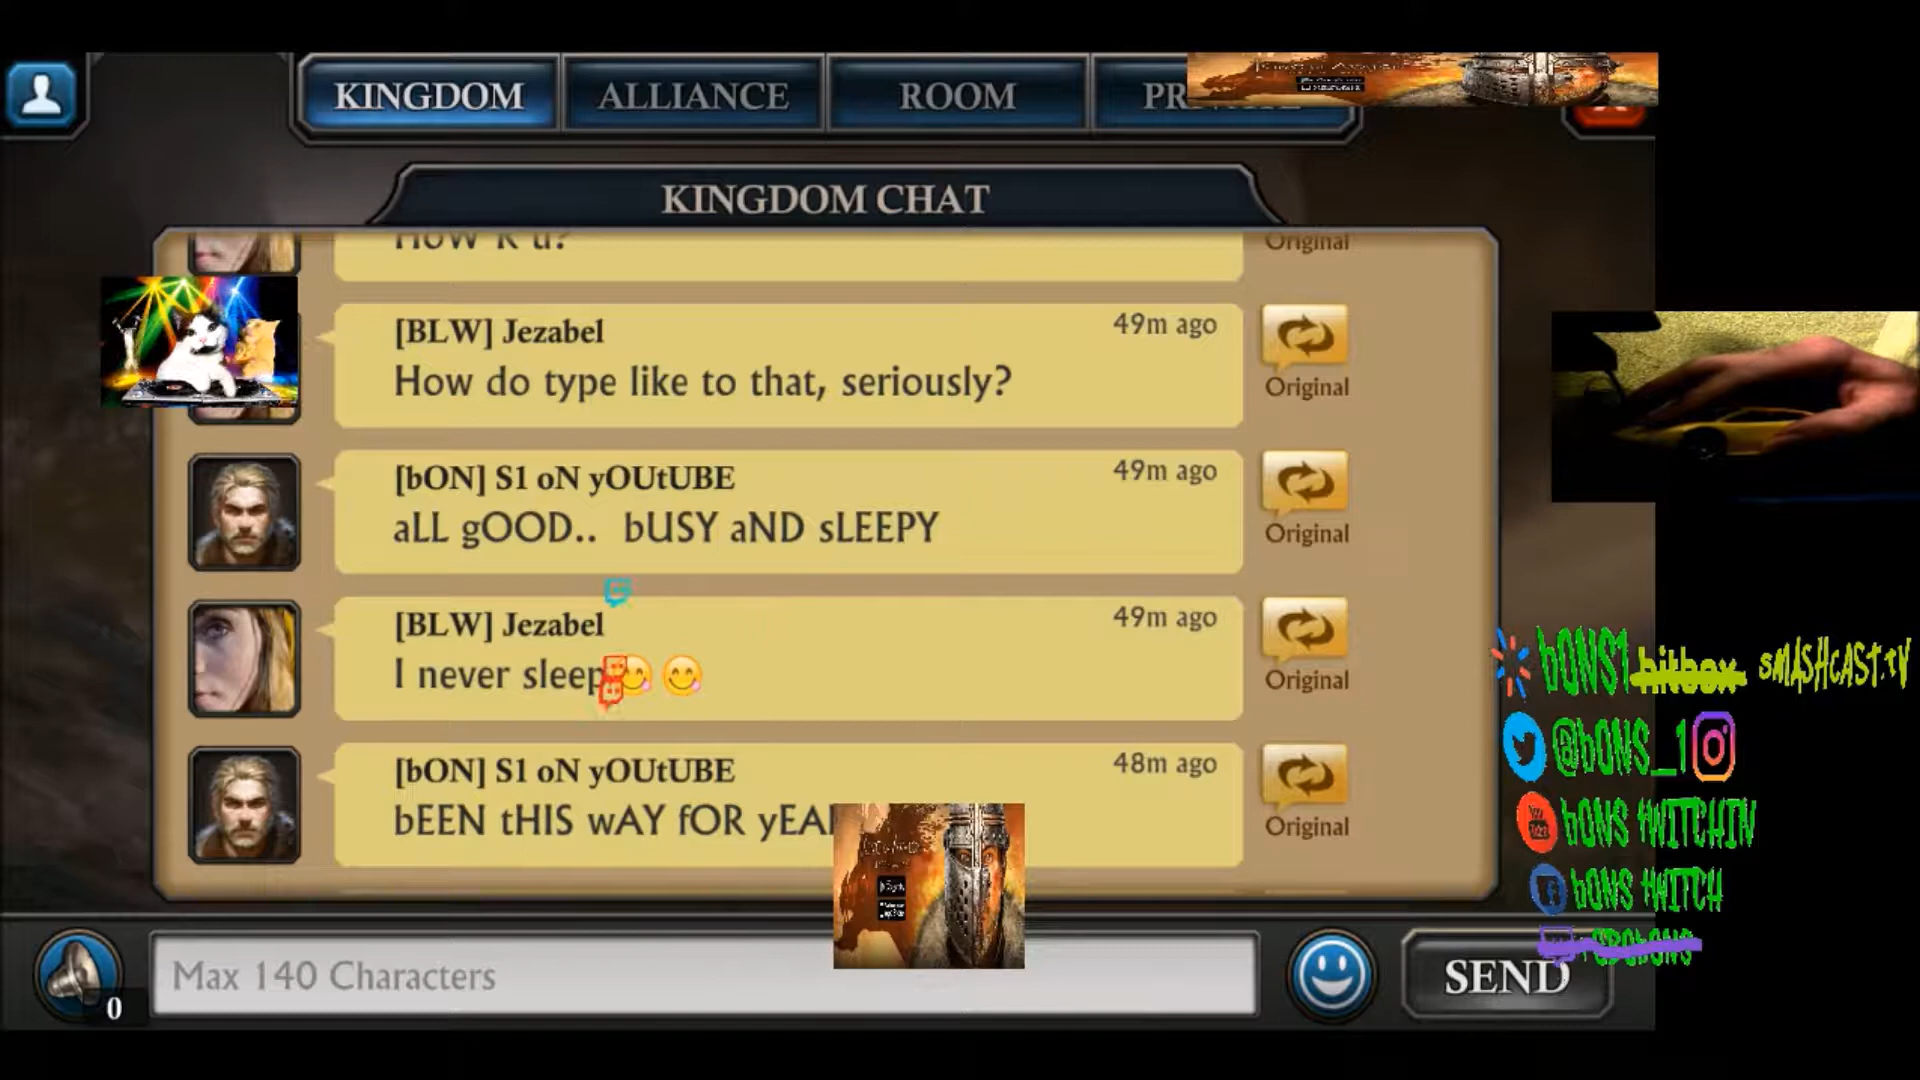 KINGDOM
ALLIANCE
ROOM
KINGDOM CHAT
How R u?
Original
[BLW] Jezabel
49m ago
How do type like to that, seriously?
Original
[bON] S1 oN yOUtUBE
49m ago
aLL gOOD.. bUSY aND sLEEPY
Original
[BLW] Jezabel
49m ago
I never sleep
Original
[bON] S1 oN yOUtUBE
48m ago
bEEN tHIS wAY fOR
Original
bONS1 hitbox sMASHcAST.tV
@bONS_1
bONS tWITCHIN
bONS tWITCH
Max 140 Characters
0
SEND